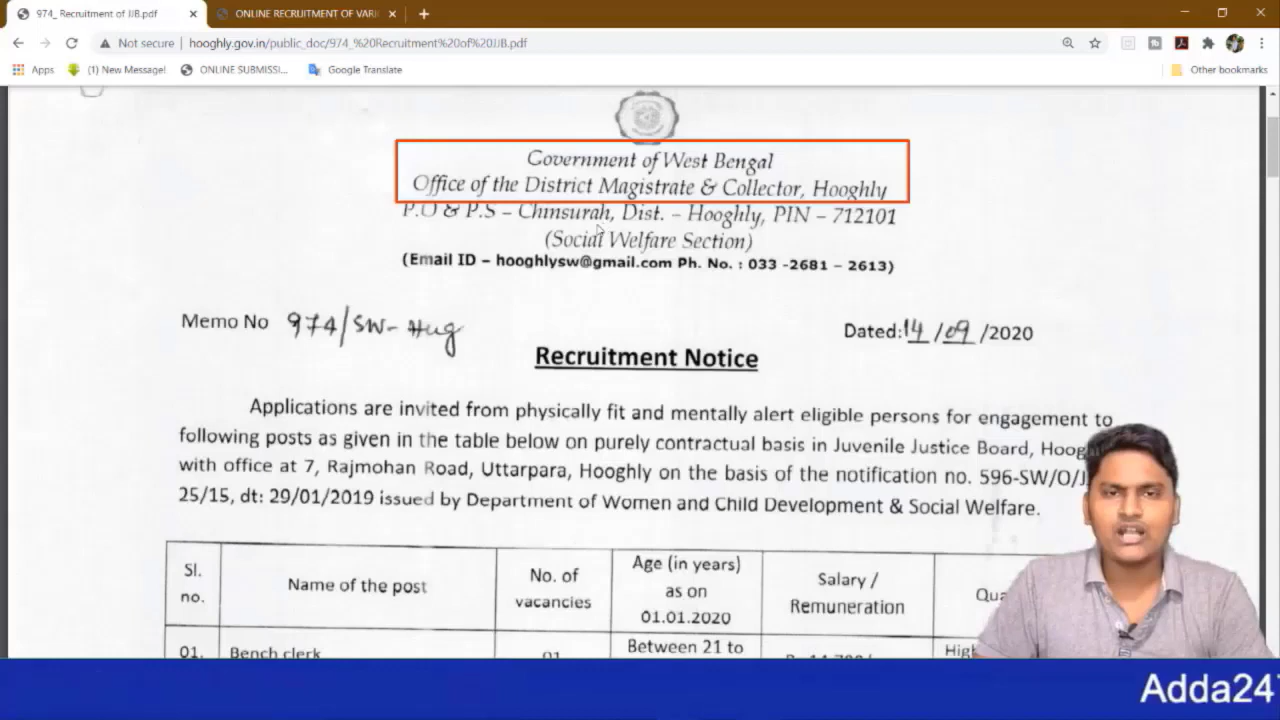 974_ Recruitment of JJB.pdf
ONLINE RECRUITMENT OF VARI
Not secure
hooghly.gov.in/public_doc/974_%20Recruitment%20of%20JJB.pdf
Apps
(1) New Message!
ONLINE SUBMISSI...
Google Translate
Other bookmarks
Government of West Bengal
Office of the District Magistrate & Collector, Hooghly
P.O & P.S – Chinsurah, Dist. – Hooghly, PIN – 712101
(Social Welfare Section)
(Email ID – hooghlysw@gmail.com Ph. No. : 033 -2681 – 2613)
Memo No 974/SW-Hug
Dated:14/09/2020
Recruitment Notice
Applications are invited from physically fit and mentally alert eligible persons for engagement to
following posts as given in the table below on purely contractual basis in Juvenile Justice Board,
with office at 7, Rajmohan Road, Uttarpara, Hooghly on the basis of the notification no. 596-SW/O/
25/15, dt: 29/01/2019 issued by Department of Women and Child Development & Social Welfare.
Sl.
no.
Name of the post
No. of
vacancies
Age (in years)
as on
01.01.2020
Salary /
Remuneration
01.
Bench clerk
01
Between 21 to
Adda24